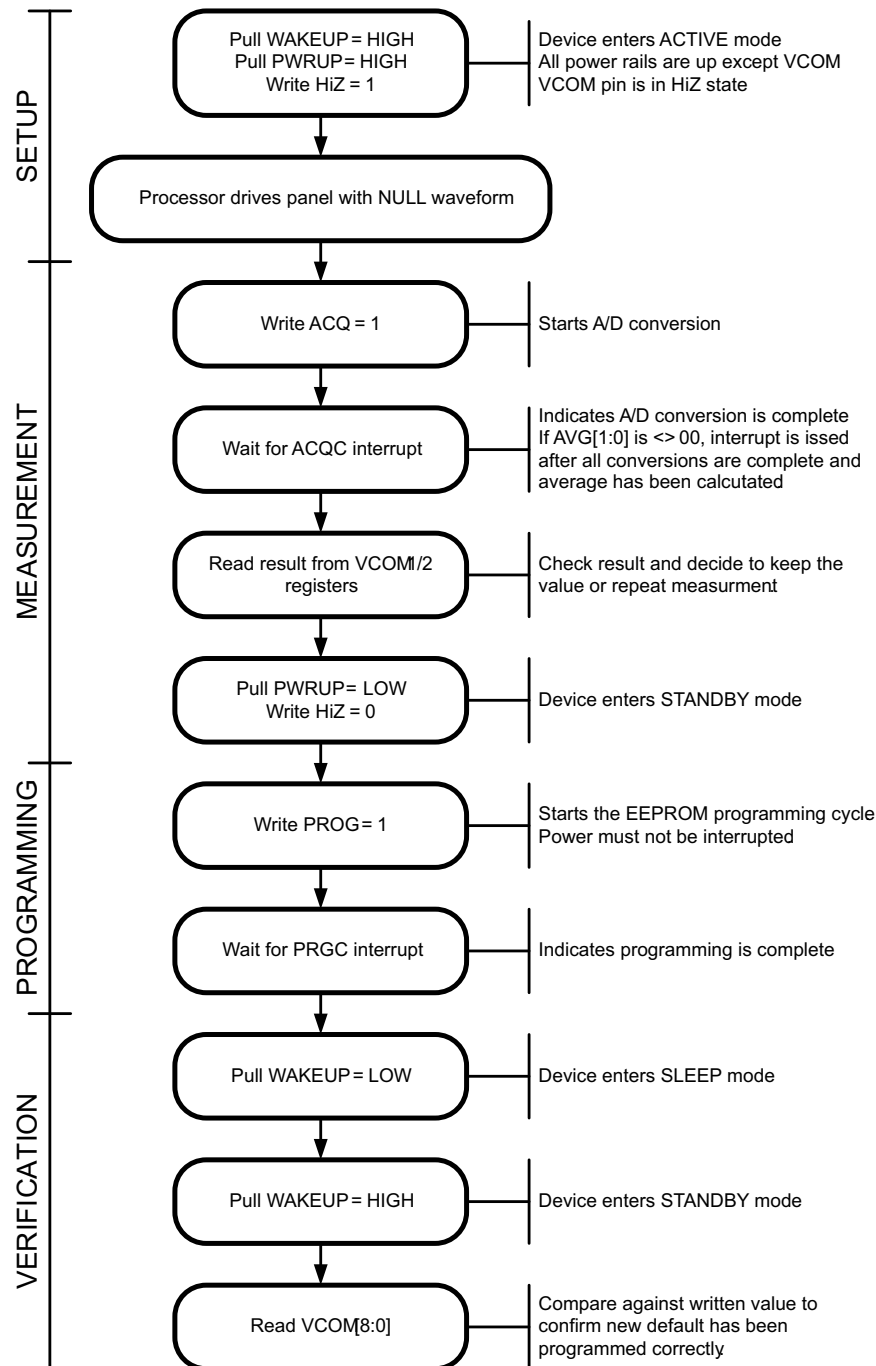 SETUP
Pull WAKEUP = HIGH
Pull PWRUP = HIGH
Write HiZ = 1
Device enters ACTIVE mode
All power rails are up except VCOM
VCOM pin is in HiZ state
Processor drives panel with NULL waveform
MEASUREMENT
Write ACQ = 1
Starts A/D conversion
Wait for ACQC interrupt
Indicates A/D conversion is complete
If AVG[1:0] is <> 00, interrupt is issed
after all conversions are complete and
average has been calcutated
Read result from VCOM1/2
registers
Check result and decide to keep the
value or repeat measurment.
Pull PWRUP = LOW
Write HiZ = 0
Device enters STANDBY mode
PROGRAMMING
Write PROG = 1
Starts the EEPROM programming cycle
Power must not be interrupted
Wait for PRGC interrupt
Indicates programming is complete
VERIFICATION
Pull WAKEUP = LOW
Device enters SLEEP mode
Pull WAKEUP = HIGH
Device enters STANDBY mode
Read VCOM[8:0]
Compare against written value to
confirm new default has been
programmed correctly.